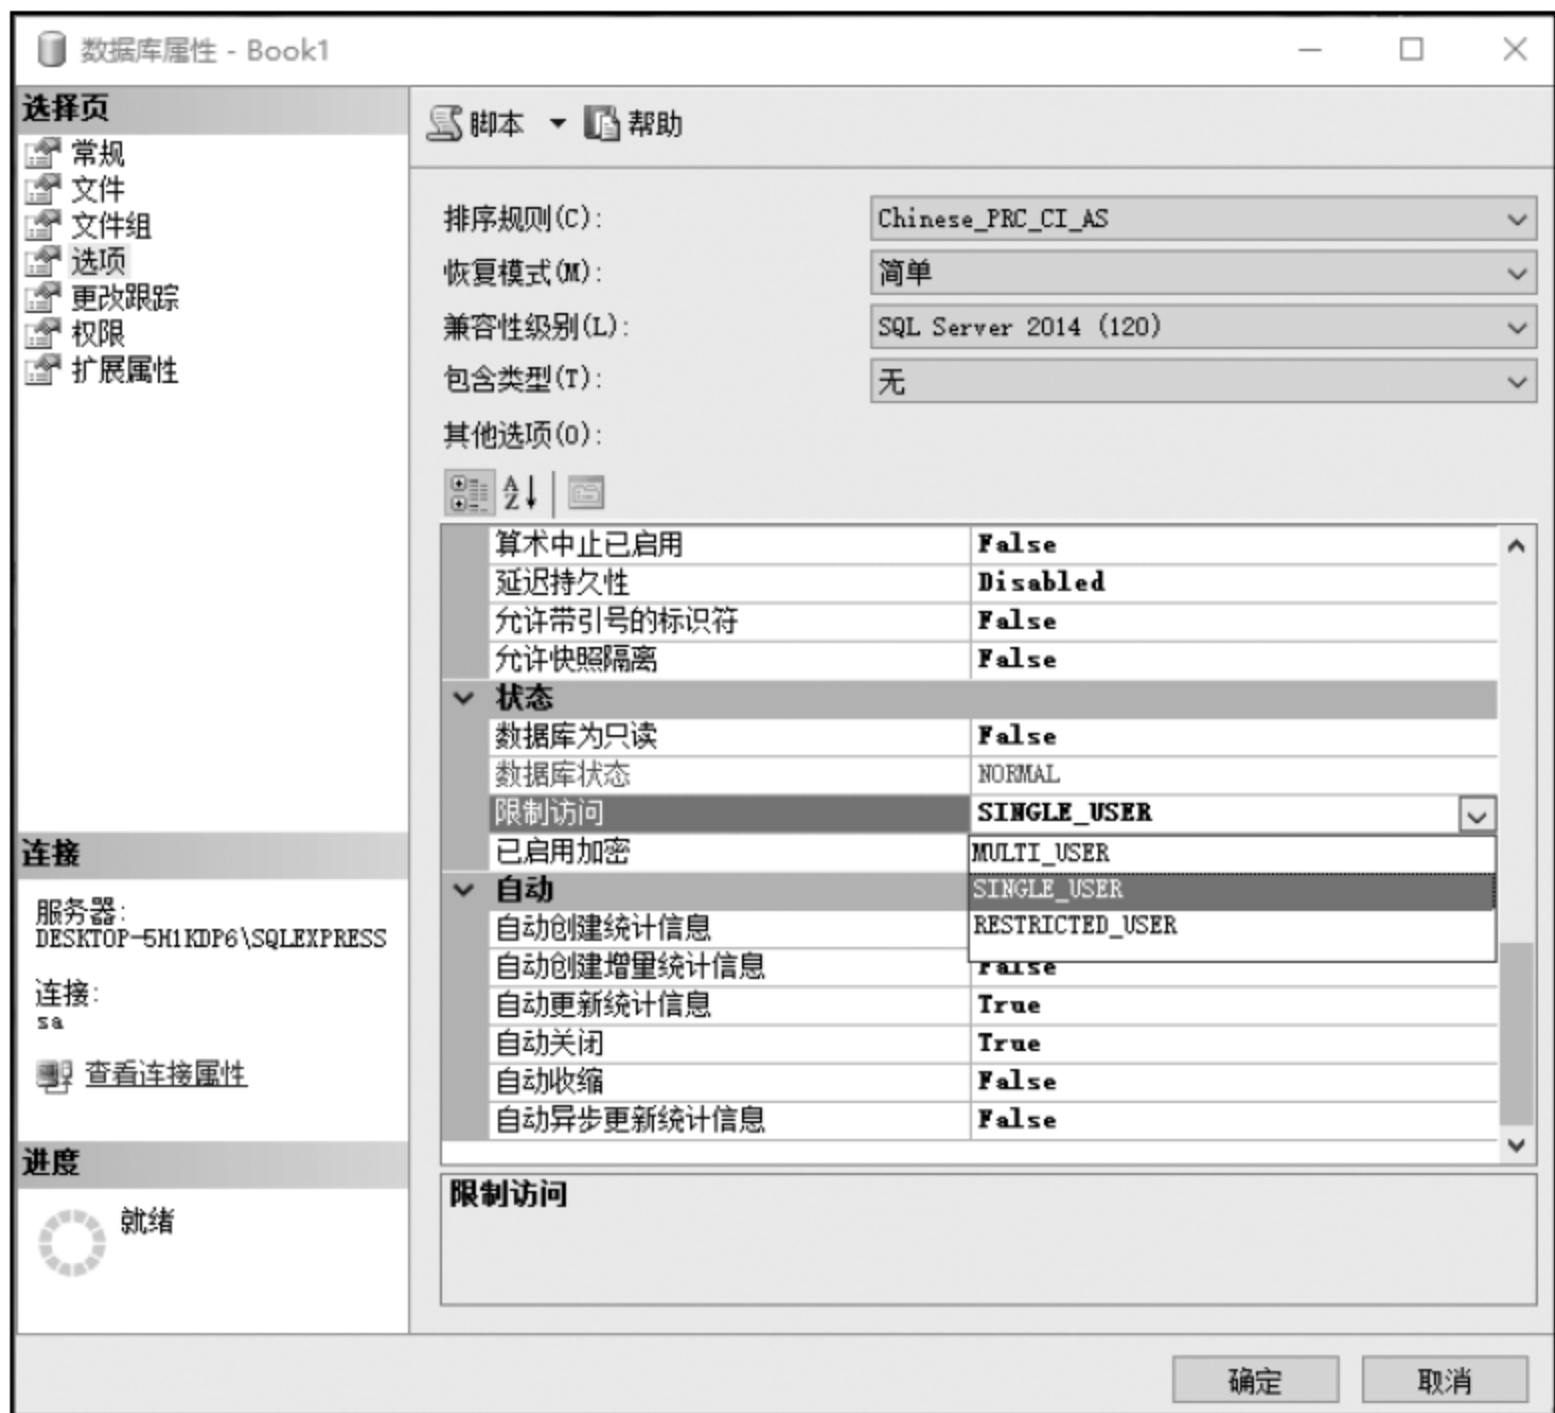 数据库属性 - Book1
选择页
常规
文件
文件组
选项
更改跟踪
权限
扩展属性
连接
服务器:
DESKTOP-5H1KDP6\SQLEXPRESS
连接:
sa
查看连接属性
进度
就绪
脚本 帮助
排序规则(C): Chinese_PRC_CI_AS
恢复模式(M): 简单
兼容性级别(L): SQL Server 2014 (120)
包含类型(T): 无
其他选项(O):
算术中止已启用 False
延迟持久性 Disabled
允许带引号的标识符 False
允许快照隔离 False
状态
数据库为只读 False
数据库状态 NORMAL
限制访问 SINGLE_USER
已启用加密 MULTI_USER
自动 SINGLE_USER
自动创建统计信息 RESTRICTED_USER
自动创建增量统计信息 False
自动更新统计信息 True
自动关闭 True
自动收缩 False
自动异步更新统计信息 False
限制访问
确定 取消